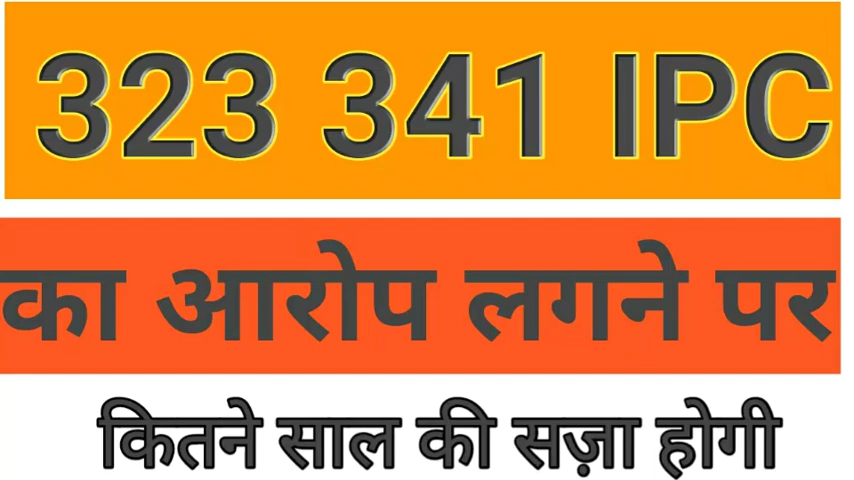 323 341 IPC
का आरोप लगने पर
कितने साल की सज़ा होगी